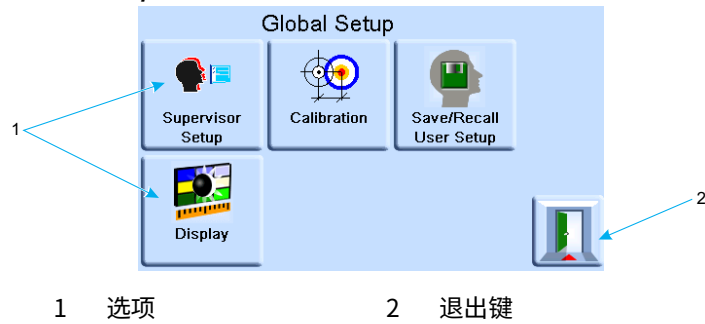 Global Setup
Supervisor
Setup
Calibration
Save/Recall
User Setup
1
Display
2
1 选项 2 退出键